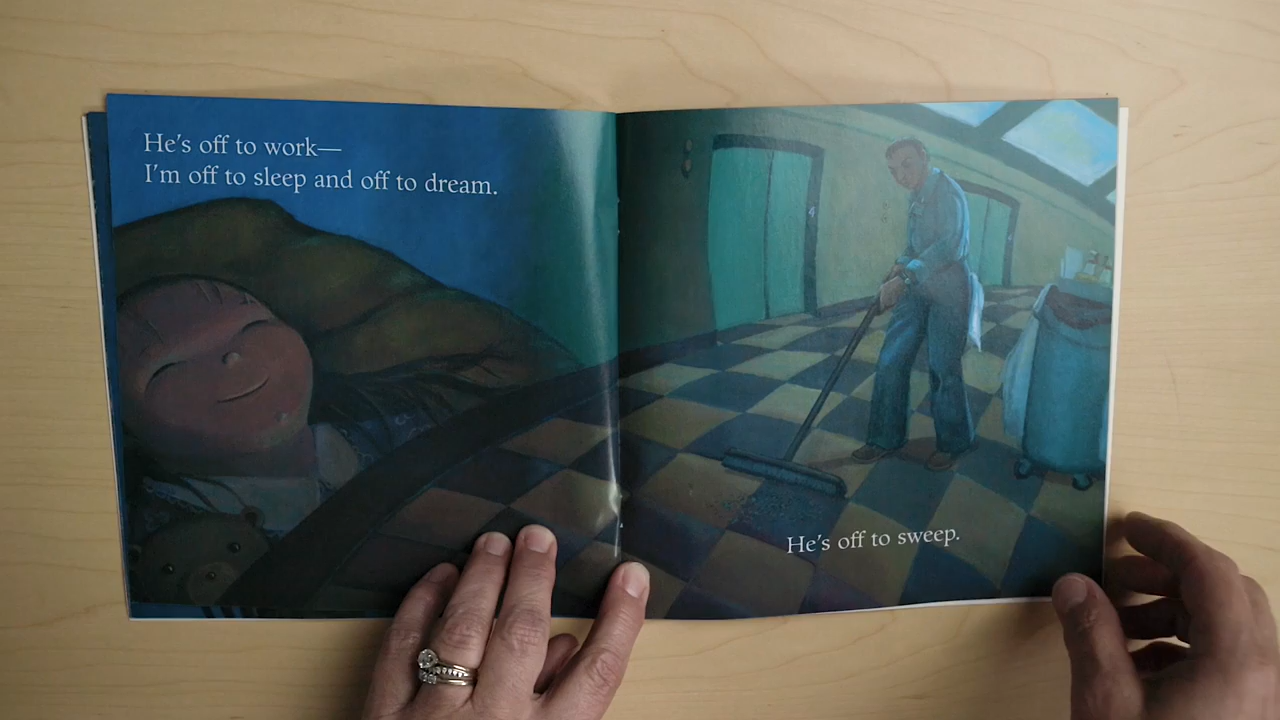 He's off to work—
I'm off to sleep and off to dream.
He's off to sweep.